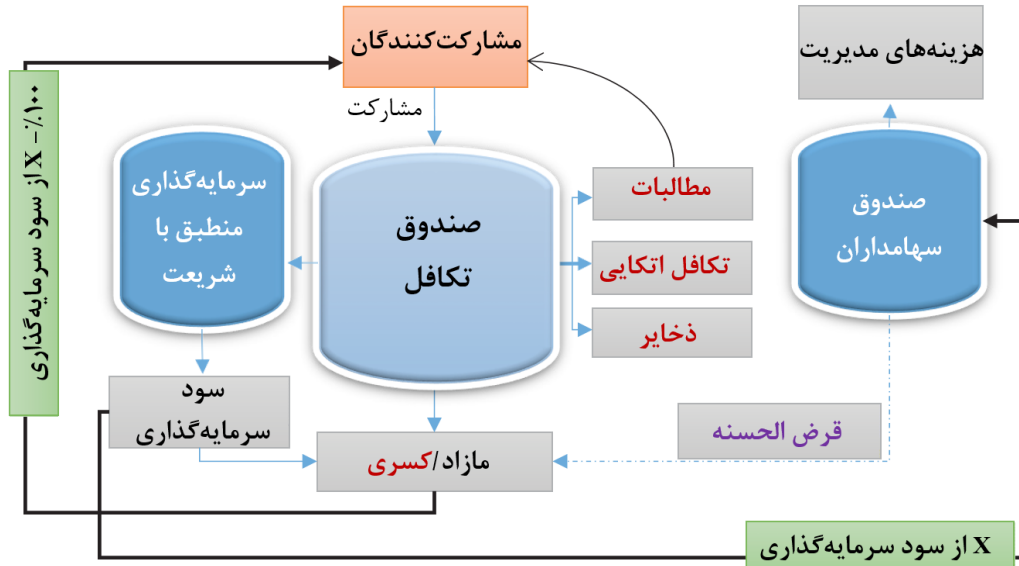 مشارکت‌کنندگان
هزینه‌های مدیریت
مشارکت
صندوق
سهامداران
مطالبات
تکافل اتکایی
ذخایر
صندوق
تکافل
سرمایه‌گذاری
منطبق با
شریعت
۱۰۰٪ - X از سود سرمایه‌گذاری
سود
سرمایه‌گذاری
قرض الحسنه
مازاد/کسری
X از سود سرمایه‌گذاری